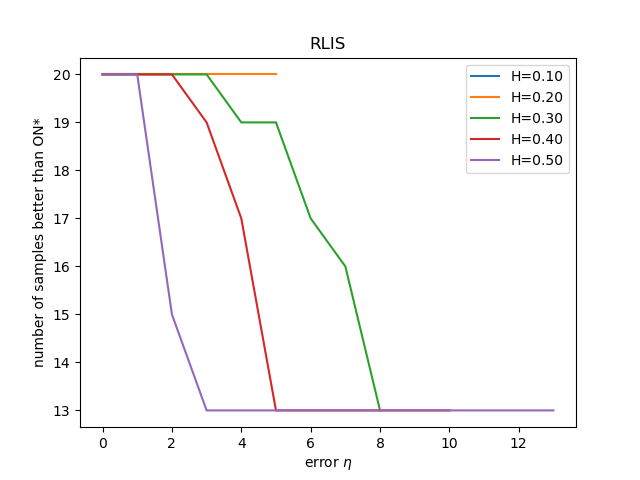 RLIS
number of samples better than ON*
20
19
18
17
16
15
14
13
H=0.10
H=0.20
H=0.30
H=0.40
H=0.50
0 2 4 6 8 10 12
error η